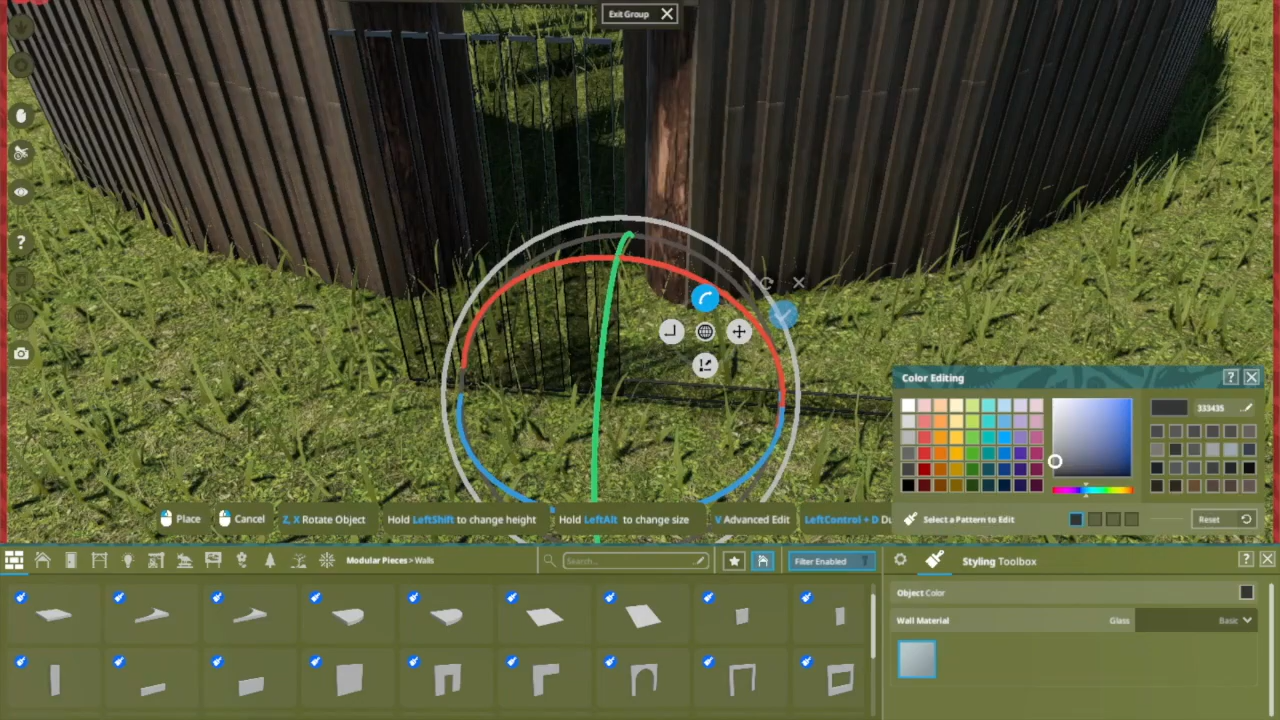 Exit Group
?
Color Editing
?
333435
Place
Cancel
Z, X Rotate Object
Hold LeftShift to change height
Hold LeftAlt to change size
V Advanced Edit
LeftControl + D Du
Select a Pattern to Edit
Reset
Modular Pieces > Walls
Search...
Filter Enabled
Styling Toolbox
?
Object Color
Wall Material
Glass
Basic